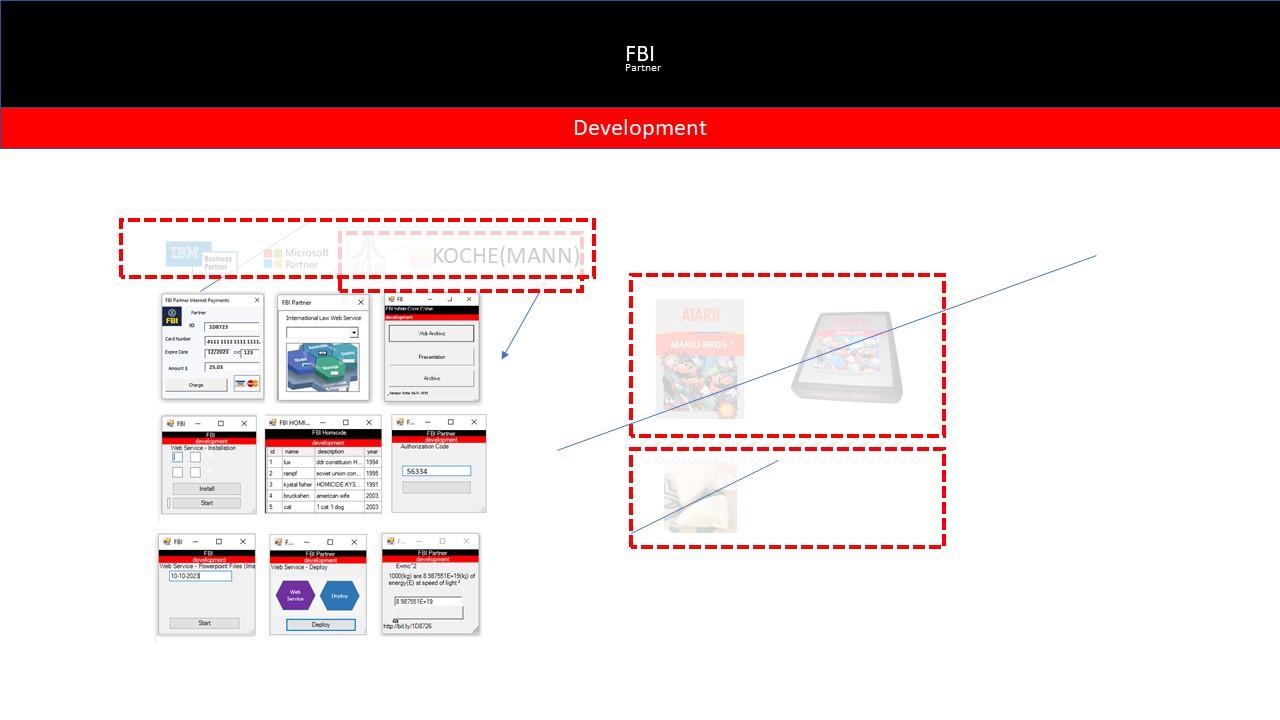 FBI
Partner
Development
IBM
Business
Partner
Microsoft
Partner
ATARI
KOCHE(MANN)
FBI Partner Internet Payments
Partner
FBI
ID 1D8723
Card Number 4111 1111 1111 1111.
Expire Date 12/2023 cvc 123
Amount $ 25.03
Charge
FBI Partner
International Law Web Service
FBI White Collar Crime
development
Web Archive
Presentation
Archive
ATARI
MARIO BROS.™
FBI
FBI
development
Web Service - Installation
Install
Start
FBI HOMI...
FBI Homicide
development
id name description year
1 lux ddr constituion H... 1994
2 rampf soviet union con... 1995
3 kystal fisher HOMICIDE KYS... 1991
4 bruckshen american wife 2003
5 cat 1 cat 1 dog 2003
F...
FBI Partner
development
Authorization Code
56334
FBI
FBI
development
Web Service - Powerpoint Files (Ima
10-10-2023
Start
F...
FBI Partner
development
Web Service - Deploy
Web
Service
Deploy
Deploy
F...
FBI Partner
development
E=mc^2
1000(kg) are 8.987551E+19(kj) of
energy(E) at speed of light ²
8.987551E+19
http://bit.ly/1D8726